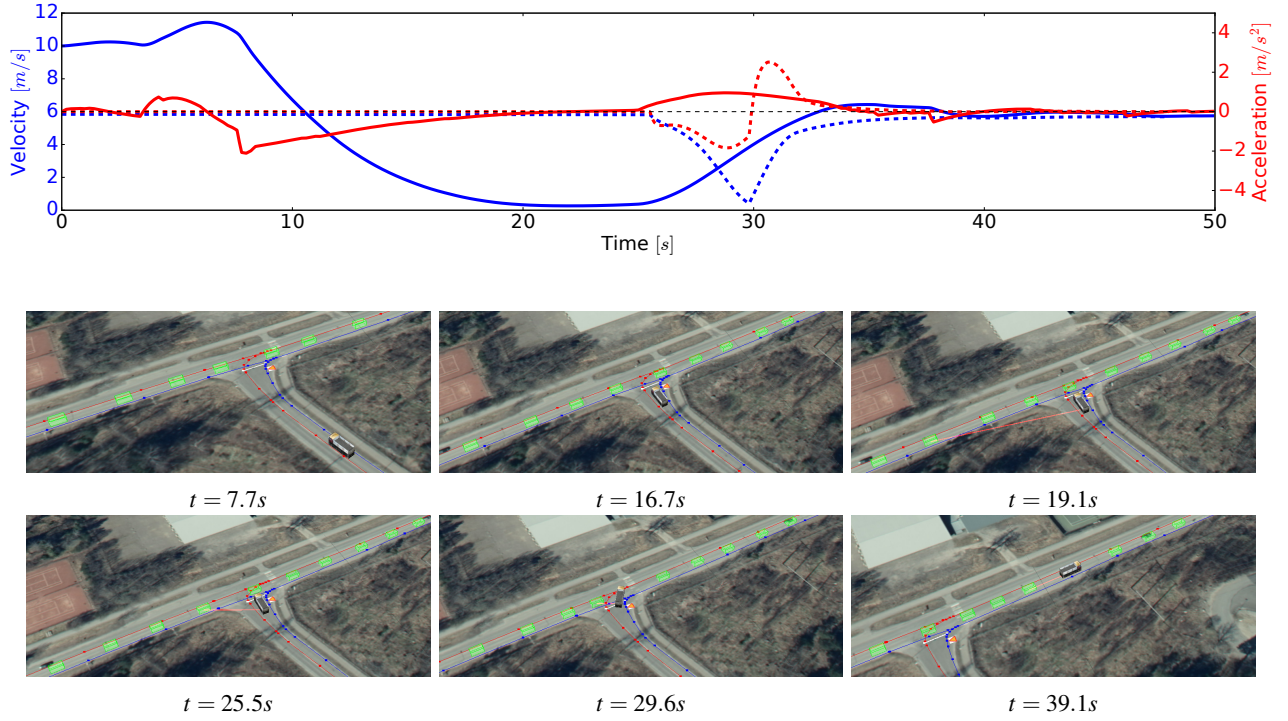 12
10
8
6
4
2
0
Velocity [m/s]
4
2
0
−2
−4
Acceleration [m/s²]
0
10
20
30
40
50
Time [s]
t = 7.7s
t = 16.7s
t = 19.1s
t = 25.5s
t = 29.6s
t = 39.1s